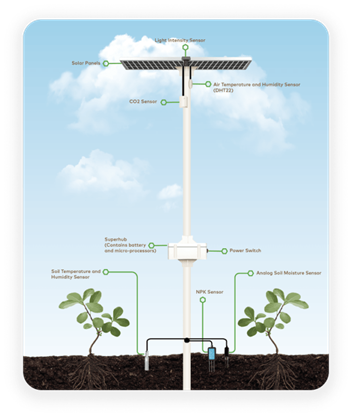 Light Intensity Sensor
Solar Panels
Air Temperature and Humidity Sensor
(DHT22)
CO2 Sensor
Superhub
(Contains battery
and micro-processors)
Power Switch
Soil Temperature and
Humidity Sensor
Analog Soil Moisture Sensor
NPK Sensor